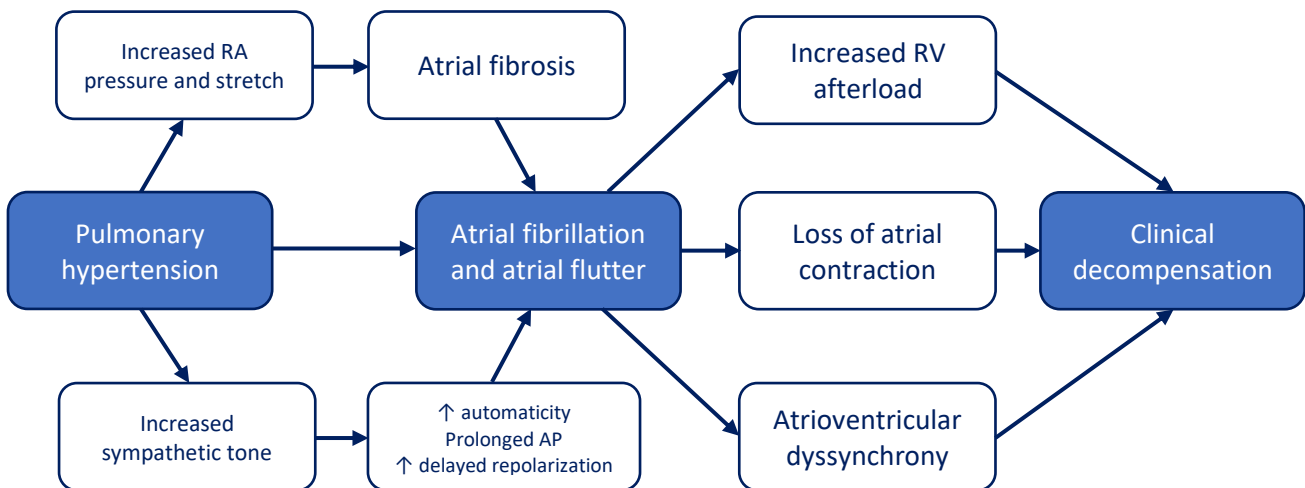 Increased RA
pressure and stretch
Atrial fibrosis
Increased RV
afterload
Pulmonary
hypertension
Atrial fibrillation
and atrial flutter
Loss of atrial
contraction
Clinical
decompensation
Increased
sympathetic tone
↑ automaticity
Prolonged AP
↑ delayed repolarization
Atrioventricular
dyssynchrony